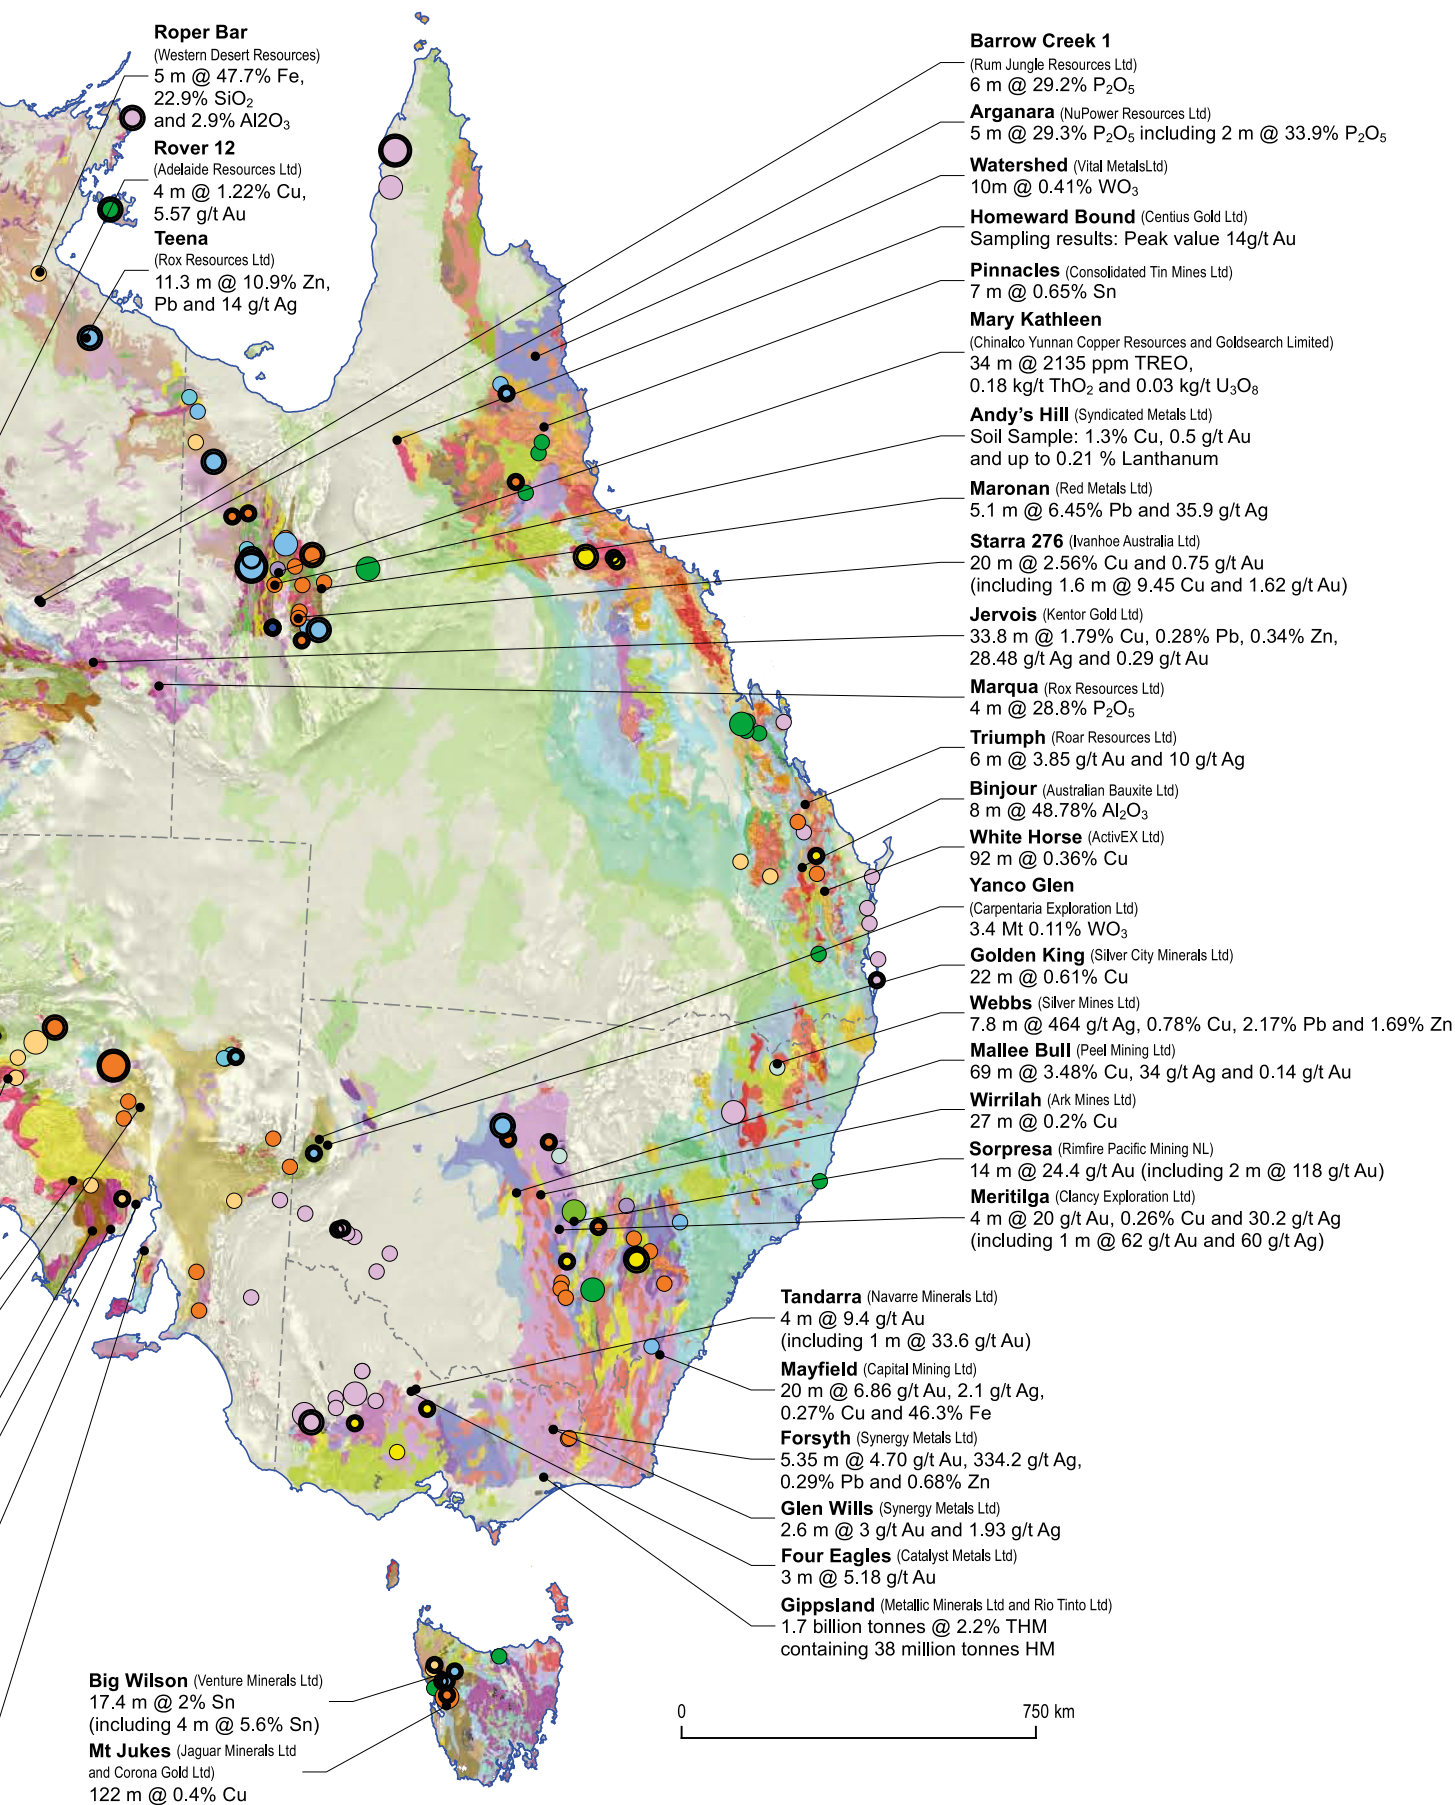 Roper Bar
(Western Desert Resources)
5 m @ 47.7% Fe,
22.9% SiO₂
and 2.9% Al2O₃
Rover 12
(Adelaide Resources Ltd)
4 m @ 1.22% Cu,
5.57 g/t Au
Teena
(Rox Resources Ltd)
11.3 m @ 10.9% Zn,
Pb and 14 g/t Ag
Barrow Creek 1
(Rum Jungle Resources Ltd)
6 m @ 29.2% P₂O₅
Arganara (NuPower Resources Ltd)
5 m @ 29.3% P₂O₅ including 2 m @ 33.9% P₂O₅
Watershed (Vital MetalsLtd)
10m @ 0.41% WO₃
Homeward Bound (Centius Gold Ltd)
Sampling results: Peak value 14g/t Au
Pinnacles (Consolidated Tin Mines Ltd)
7 m @ 0.65% Sn
Mary Kathleen
(Chinalco Yunnan Copper Resources and Goldsearch Limited)
34 m @ 2135 ppm TREO,
0.18 kg/t ThO₂ and 0.03 kg/t U₃O₈
Andy's Hill (Syndicated Metals Ltd)
Soil Sample: 1.3% Cu, 0.5 g/t Au
and up to 0.21 % Lanthanum
Maronan (Red Metals Ltd)
5.1 m @ 6.45% Pb and 35.9 g/t Ag
Starra 276 (Ivanhoe Australia Ltd)
20 m @ 2.56% Cu and 0.75 g/t Au
(including 1.6 m @ 9.45 Cu and 1.62 g/t Au)
Jervois (Kentor Gold Ltd)
33.8 m @ 1.79% Cu, 0.28% Pb, 0.34% Zn,
28.48 g/t Ag and 0.29 g/t Au
Marqua (Rox Resources Ltd)
4 m @ 28.8% P₂O₅
Triumph (Roar Resources Ltd)
6 m @ 3.85 g/t Au and 10 g/t Ag
Binjour (Australian Bauxite Ltd)
8 m @ 48.78% Al₂O₃
White Horse (ActivEX Ltd)
92 m @ 0.36% Cu
Yanco Glen
(Carpentaria Exploration Ltd)
3.4 Mt 0.11% WO₃
Golden King (Silver City Minerals Ltd)
22 m @ 0.61% Cu
Webbs (Silver Mines Ltd)
7.8 m @ 464 g/t Ag, 0.78% Cu, 2.17% Pb and 1.69% Zn
Mallee Bull (Peel Mining Ltd)
69 m @ 3.48% Cu, 34 g/t Ag and 0.14 g/t Au
Wirrilah (Ark Mines Ltd)
27 m @ 0.2% Cu
Sorpresa (Rimfire Pacific Mining NL)
14 m @ 24.4 g/t Au (including 2 m @ 118 g/t Au)
Meritilga (Clancy Exploration Ltd)
4 m @ 20 g/t Au, 0.26% Cu and 30.2 g/t Ag
(including 1 m @ 62 g/t Au and 60 g/t Ag)
Tandarra (Navarre Minerals Ltd)
4 m @ 9.4 g/t Au
(including 1 m @ 33.6 g/t Au)
Mayfield (Capital Mining Ltd)
20 m @ 6.86 g/t Au, 2.1 g/t Ag,
0.27% Cu and 46.3% Fe
Forsyth (Synergy Metals Ltd)
5.35 m @ 4.70 g/t Au, 334.2 g/t Ag,
0.29% Pb and 0.68% Zn
Glen Wills (Synergy Metals Ltd)
2.6 m @ 3 g/t Au and 1.93 g/t Ag
Four Eagles (Catalyst Metals Ltd)
3 m @ 5.18 g/t Au
Gippsland (Metallic Minerals Ltd and Rio Tinto Ltd)
1.7 billion tonnes @ 2.2% THM
containing 38 million tonnes HM
Big Wilson (Venture Minerals Ltd)
17.4 m @ 2% Sn
(including 4 m @ 5.6% Sn)
Mt Jukes (Jaguar Minerals Ltd
and Corona Gold Ltd)
122 m @ 0.4% Cu
0 750 km